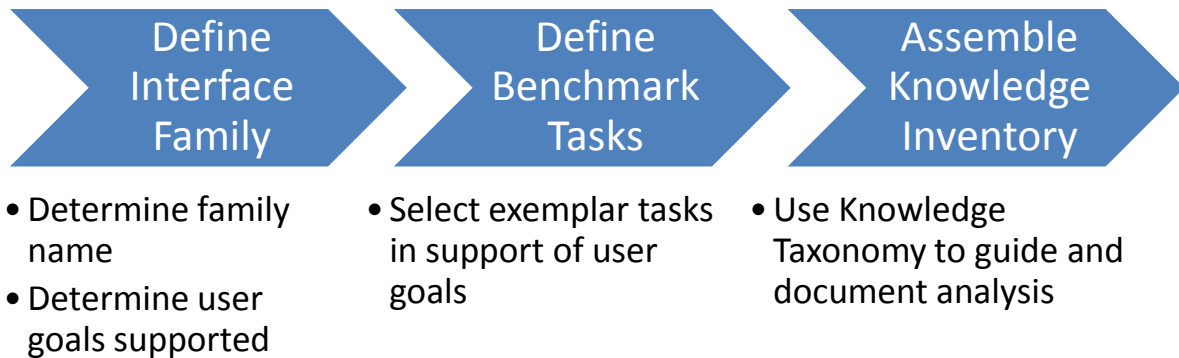 Define
Interface
Family
Define
Benchmark
Tasks
Assemble
Knowledge
Inventory
• Determine family
name
• Determine user
goals supported
• Select exemplar tasks
in support of user
goals
• Use Knowledge
Taxonomy to guide and
document analysis